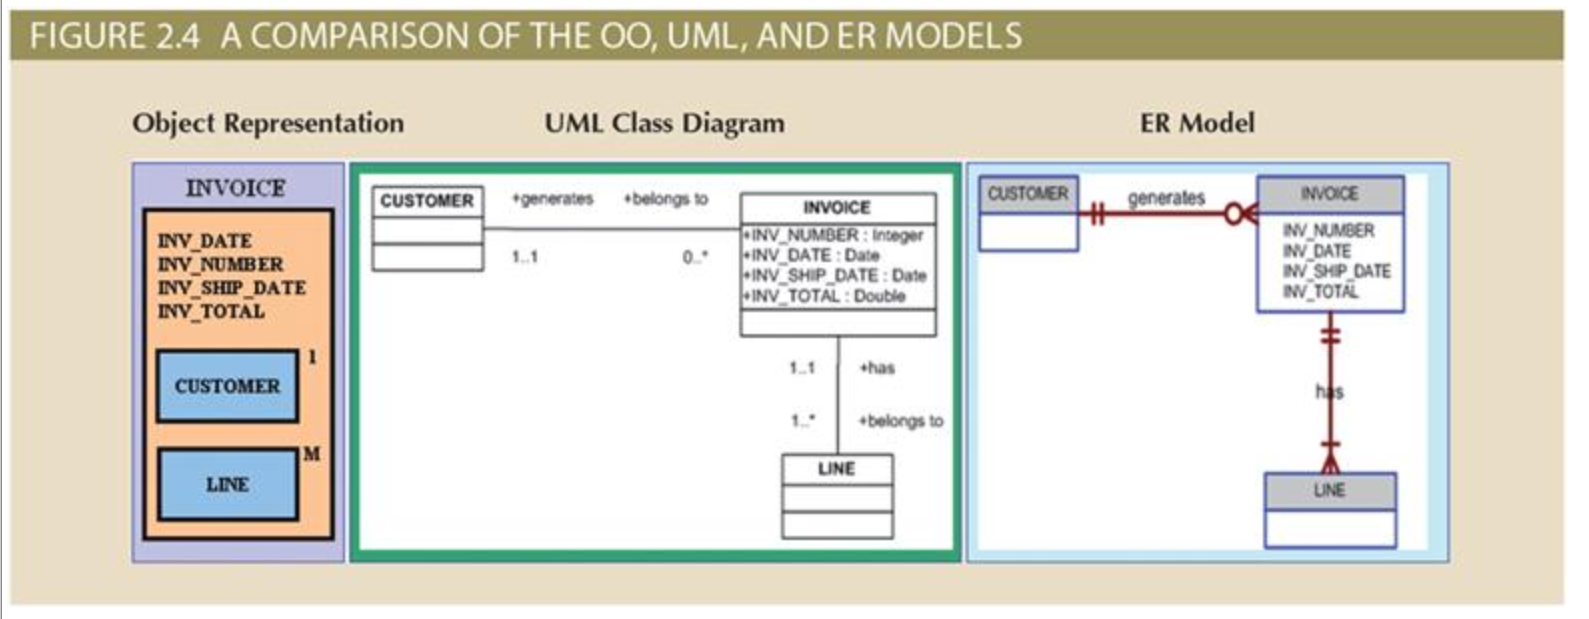 FIGURE 2.4 A COMPARISON OF THE OO, UML, AND ER MODELS
Object Representation
INVOICE
INV_DATE
INV_NUMBER
INV_SHIP_DATE
INV_TOTAL
1
CUSTOMER
M
LINE
UML Class Diagram
CUSTOMER
+generates
+belongs to
1..1
0..*
INVOICE
+INV_NUMBER : Integer
+INV_DATE : Date
+INV_SHIP_DATE : Date
+INV_TOTAL : Double
1..1
+has
1..*
+belongs to
LINE
ER Model
CUSTOMER
generates
INVOICE
INV_NUMBER
INV_DATE
INV_SHIP_DATE
INV_TOTAL
has
LINE